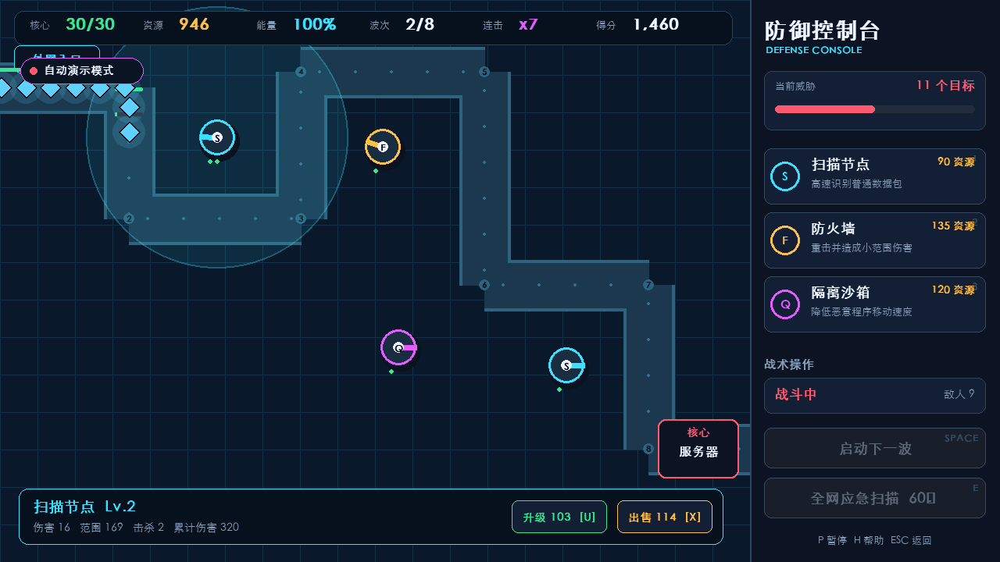 核心 30/30 资源 946 能量 100% 波次 2/8 连击 x7 得分 1,460
自动演示模式
4 5
S F
2 3
6 7
Q S
8
核心
服务器
扫描节点 Lv.2
伤害 16 范围 169 击杀 2 累计伤害 320
升级 103 [U] 出售 114 [X]
防御控制台
DEFENSE CONSOLE
当前威胁 11 个目标
S 扫描节点 90 资源
高速识别普通数据包
F 防火墙 135 资源
重击并造成小范围伤害
Q 隔离沙箱 120 资源
降低恶意程序移动速度
战术操作
战斗中 敌人 9
启动下一波 SPACE
全网应急扫描 60 E
P 暂停 H 帮助 ESC 返回